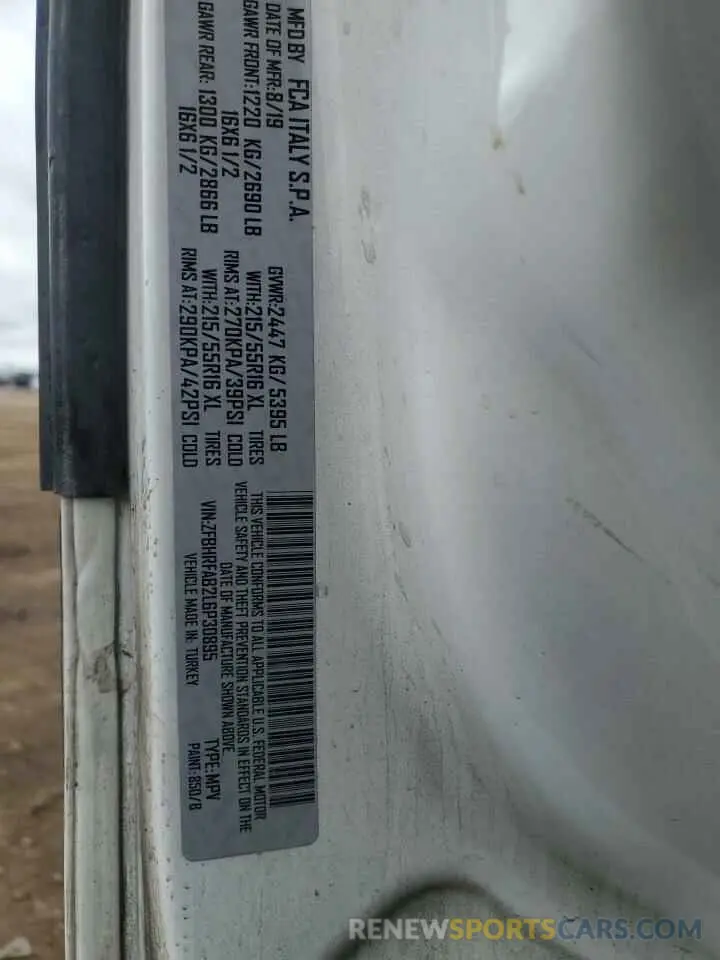 MFD BY FCA ITALY S.P.A.
DATE OF MFR:8/19 GVWR:2447 KG/5395 LB
GAWR FRONT:1220 KG/2690 LB WITH:215/55R16 XL TIRES
16X6 1/2 RIMS AT:270KPA/39PSI COLD
GAWR REAR: 1300 KG/2866 LB WITH:215/55R16 XL TIRES
16X6 1/2 RIMS AT:290KPA/42PSI COLD
THIS VEHICLE CONFORMS TO ALL APPLICABLE U.S. FEDERAL MOTOR
VEHICLE SAFETY AND THEFT PREVENTION STANDARDS IN EFFECT ON THE
DATE OF MANUFACTURE SHOWN ABOVE
VIN:ZFBHRFAB2L6P30895 TYPE:MPV
VEHICLE MADE IN: TURKEY PAINT:850/B
RENEWSPORTSCARS.COM